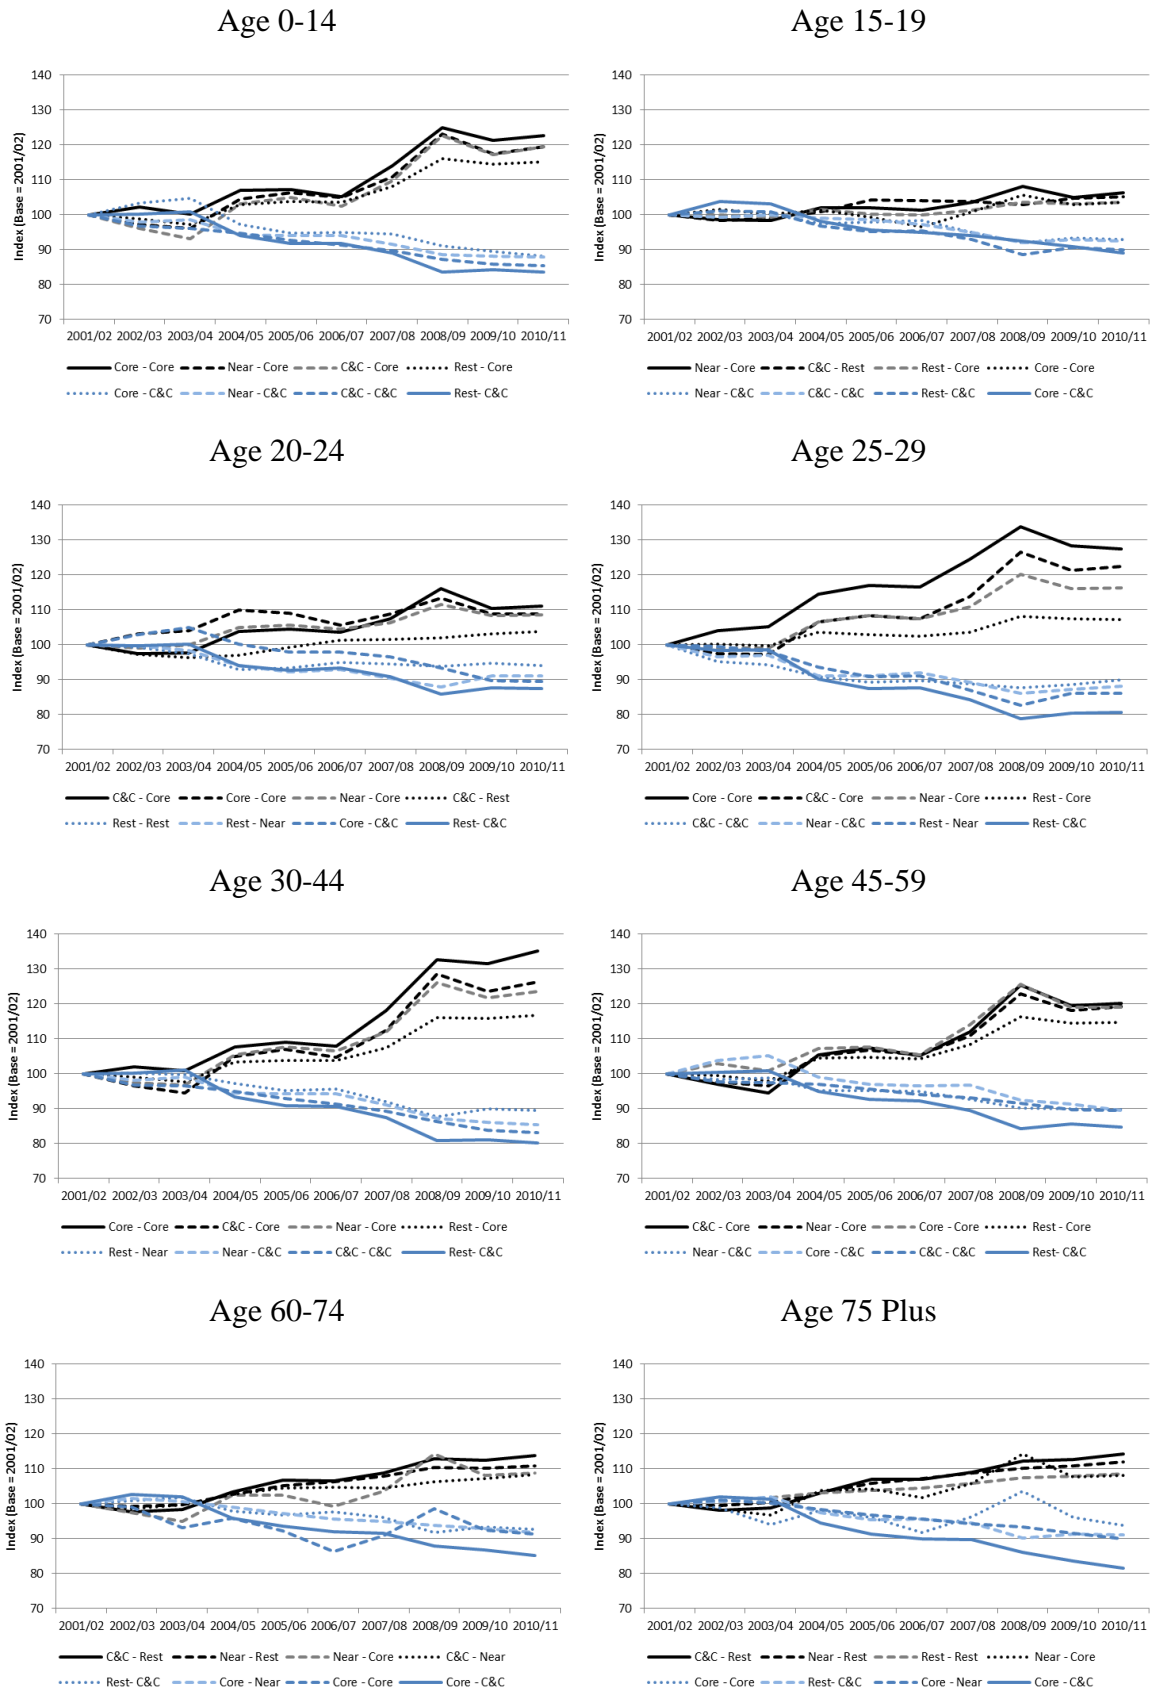 Age 0-14
Age 15-19
Index (Base = 2001/02)
140
130
120
110
100
90
80
70
2001/02 2002/03 2003/04 2004/05 2005/06 2006/07 2007/08 2008/09 2009/10 2010/11
Core - Core Near - Core C&C - Core Rest - Core
Core - C&C Near - C&C C&C - C&C Rest- C&C
Index (Base = 2001/02)
140
130
120
110
100
90
80
70
2001/02 2002/03 2003/04 2004/05 2005/06 2006/07 2007/08 2008/09 2009/10 2010/11
Near - Core C&C - Rest Rest - Core Core - Core
Near - C&C C&C - C&C Rest- C&C Core - C&C
Age 20-24
Age 25-29
Index (Base = 2001/02)
140
130
120
110
100
90
80
70
2001/02 2002/03 2003/04 2004/05 2005/06 2006/07 2007/08 2008/09 2009/10 2010/11
C&C - Core Core - Core Near - Core C&C - Rest
Rest - Rest Rest - Near Core - C&C Rest- C&C
Index (Base = 2001/02)
140
130
120
110
100
90
80
70
2001/02 2002/03 2003/04 2004/05 2005/06 2006/07 2007/08 2008/09 2009/10 2010/11
Core - Core C&C - Core Near - Core Rest - Core
C&C - C&C Near - C&C Rest - Near Rest- C&C
Age 30-44
Age 45-59
Index (Base = 2001/02)
140
130
120
110
100
90
80
70
2001/02 2002/03 2003/04 2004/05 2005/06 2006/07 2007/08 2008/09 2009/10 2010/11
Core - Core C&C - Core Near - Core Rest - Core
Rest - Near Near - C&C C&C - C&C Rest- C&C
Index (Base = 2001/02)
140
130
120
110
100
90
80
70
2001/02 2002/03 2003/04 2004/05 2005/06 2006/07 2007/08 2008/09 2009/10 2010/11
C&C - Core Near - Core Core - Core Rest - Core
Near - C&C Core - C&C C&C - C&C Rest- C&C
Age 60-74
Age 75 Plus
Index (Base = 2001/02)
140
130
120
110
100
90
80
70
2001/02 2002/03 2003/04 2004/05 2005/06 2006/07 2007/08 2008/09 2009/10 2010/11
C&C - Rest Near - Rest Near - Core C&C - Near
Rest- C&C Core - Near Core - Core Core - C&C
Index (Base = 2001/02)
140
130
120
110
100
90
80
70
2001/02 2002/03 2003/04 2004/05 2005/06 2006/07 2007/08 2008/09 2009/10 2010/11
C&C - Rest Near - Rest Rest - Rest Near - Core
Core - Core Rest- C&C Core - Near Core - C&C